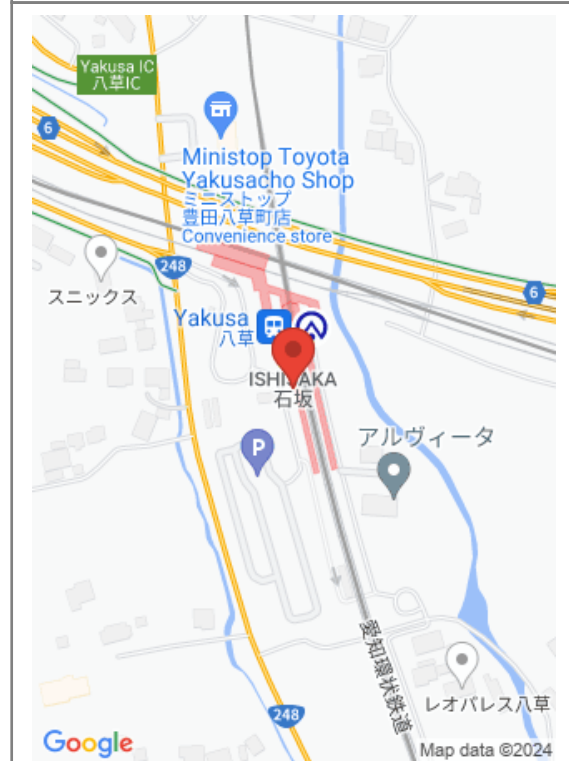 Yakusa IC
八草IC
6
Ministop Toyota
Yakusacho Shop
ミニストップ
豊田八草町店
Convenience store
248
スニックス
6
Yakusa
八草
ISHISAKA
石坂
P
アルヴィータ
愛知環状鉄道
レオパレス八草
248
Google
Map data ©2024